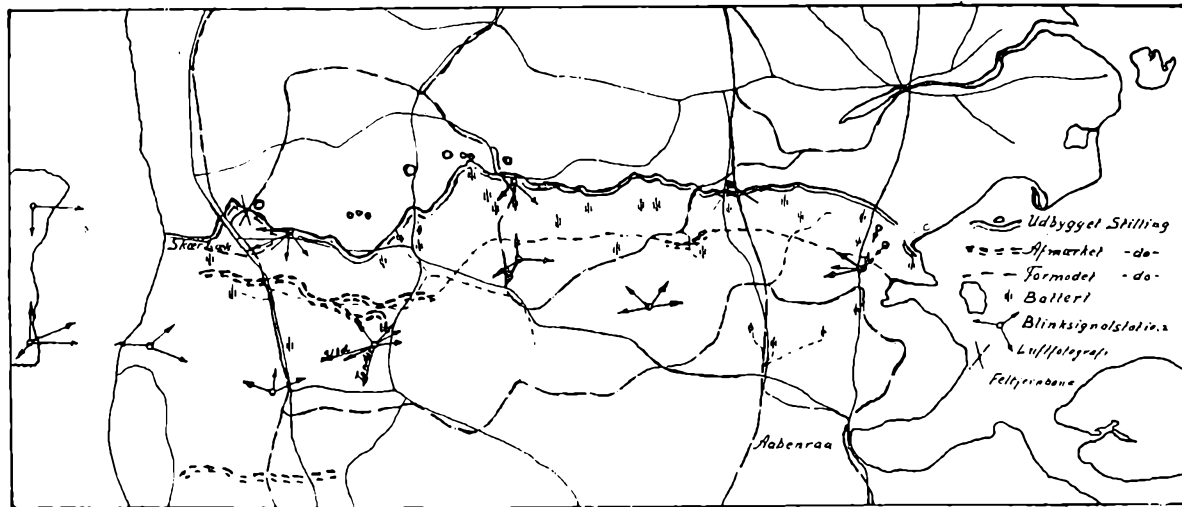 Skærbæk
Udbygget Stilling
Afmærket -do-
Formodet -do-
Batteri
Blinksignalstation
Luftfotografi
Feltjernbane
Aabenraa